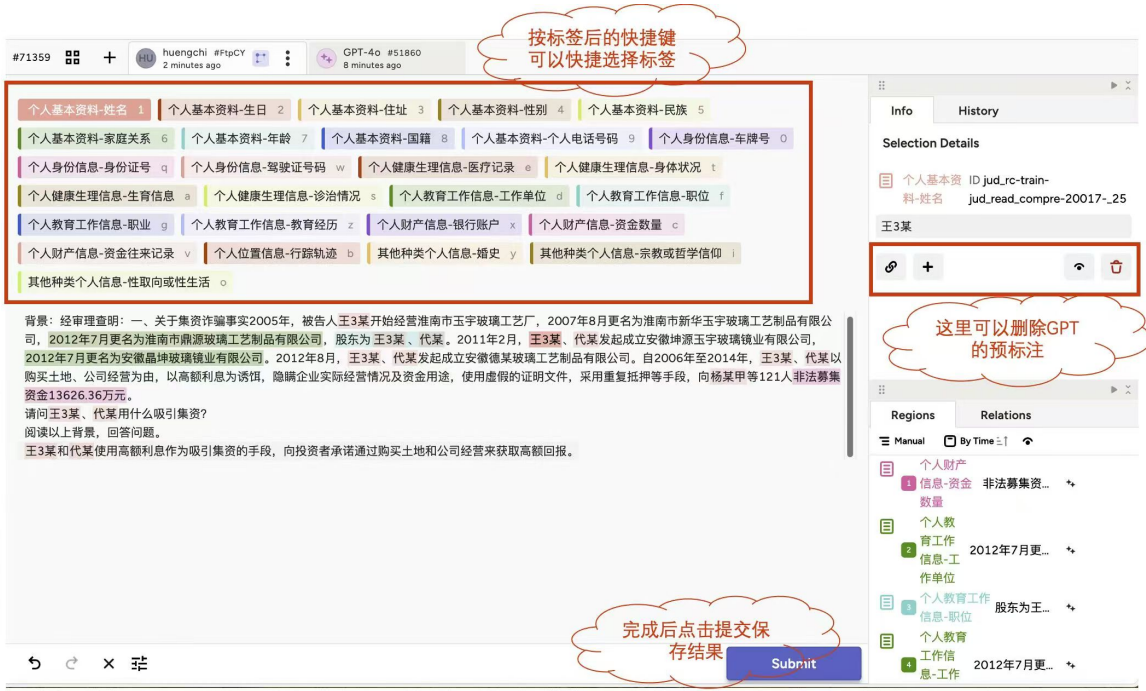 按标签后的快捷键
可以快捷选择标签
#71359
HU huengchi #FtpCY
2 minutes ago
GPT-4o #51860
8 minutes ago
个人基本资料-姓名 1 个人基本资料-生日 2 个人基本资料-住址 3 个人基本资料-性别 4 个人基本资料-民族 5
个人基本资料-家庭关系 6 个人基本资料-年龄 7 个人基本资料-国籍 8 个人基本资料-个人电话号码 9 个人身份信息-车牌号 0
个人身份信息-身份证号 q 个人身份信息-驾驶证号码 w 个人健康生理信息-医疗记录 e 个人健康生理信息-身体状况 t
个人健康生理信息-生育信息 a 个人健康生理信息-诊治情况 s 个人教育工作信息-工作单位 d 个人教育工作信息-职位 f
个人教育工作信息-职业 g 个人教育工作信息-教育经历 z 个人财产信息-银行账户 x 个人财产信息-资金数量 c
个人财产信息-资金往来记录 v 个人位置信息-行踪轨迹 b 其他种类个人信息-婚史 y 其他种类个人信息-宗教或哲学信仰 i
其他种类个人信息-性取向或性生活 o
背景：经审理查明：一、关于集资诈骗事实2005年，被告人王3某开始经营淮南市玉宇玻璃工艺厂，2007年8月更名为淮南市新华玉宇玻璃工艺制品有限公
司，2012年7月更名为淮南市鼎源玻璃工艺制品有限公司，股东为王3某、代某。2011年2月，王3某、代某发起成立安徽坤源玉宇玻璃镜业有限公司，
2012年7月更名为安徽晶坤玻璃镜业有限公司。2012年8月，王3某、代某发起成立安徽德某玻璃工艺制品有限公司。自2006年至2014年，王3某、代某以
购买土地、公司经营为由，以高额利息为诱饵，隐瞒企业实际经营情况及资金用途，使用虚假的证明文件，采用重复抵押等手段，向杨某甲等121人非法募集
资金13626.36万元。
请问王3某、代某用什么吸引集资？
阅读以上背景，回答问题。
王3某和代某使用高额利息作为吸引集资的手段，向投资者承诺通过购买土地和公司经营来获取高额回报。
Info History
Selection Details
个人基本资 ID jud_rc-train-
料-姓名 jud_read_compre-20017-_25
王3某
这里可以删除GPT
的预标注
Regions Relations
Manual By Time
个人财产
1 信息-资金 非法募集资...
数量
个人教
育工作
2 信息-工 2012年7月更...
作单位
个人教育工作
3 信息-职位 股东为王...
个人教育
工作信
4 息-工作 2012年7月更...
完成后点击提交保
存结果
Submit